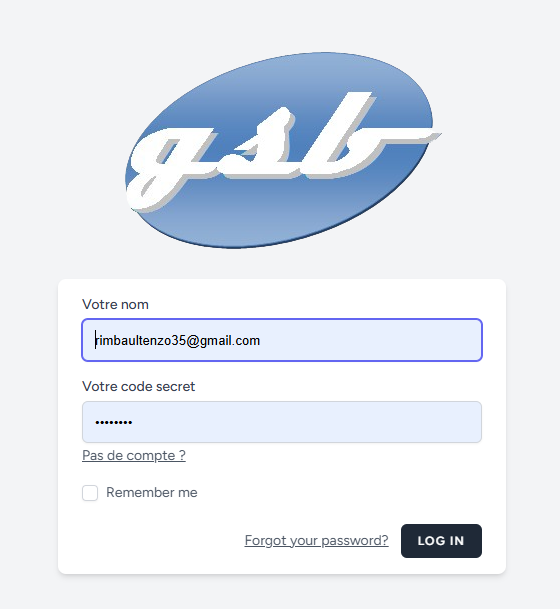 gsb
Votre nom
rimbaultenzo35@gmail.com
Votre code secret
••••••••
Pas de compte ?
Remember me
Forgot your password? LOG IN